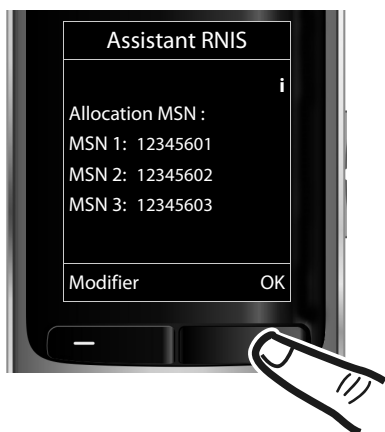 Assistant RNIS
i
Allocation MSN :
MSN 1: 12345601
MSN 2: 12345602
MSN 3: 12345603
Modifier OK